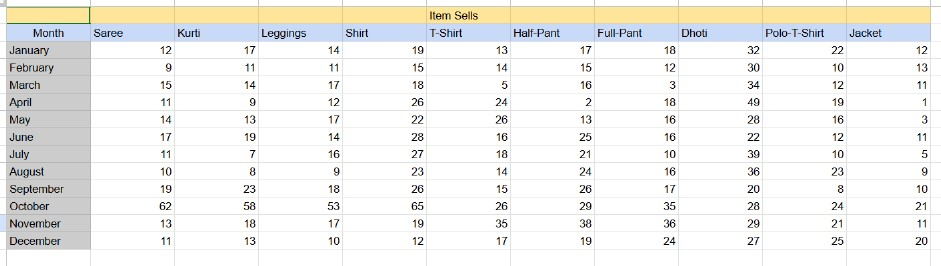 Item Sells
Month Saree Kurti Leggings Shirt T-Shirt Half-Pant Full-Pant Dhoti Polo-T-Shirt Jacket
January 12 17 14 19 13 17 18 32 22 12
February 9 11 11 15 14 15 12 30 10 13
March 15 14 17 18 5 16 3 34 12 11
April 11 9 12 26 24 2 18 49 19 1
May 14 13 17 22 26 13 16 28 16 3
June 17 19 14 28 16 25 16 22 12 11
July 11 7 16 27 18 21 10 39 10 5
August 10 8 9 23 14 24 16 36 23 9
September 19 23 18 26 15 26 17 20 8 10
October 62 58 53 65 26 29 35 28 24 21
November 13 18 17 19 35 38 36 29 21 11
December 11 13 10 12 17 19 24 27 25 20